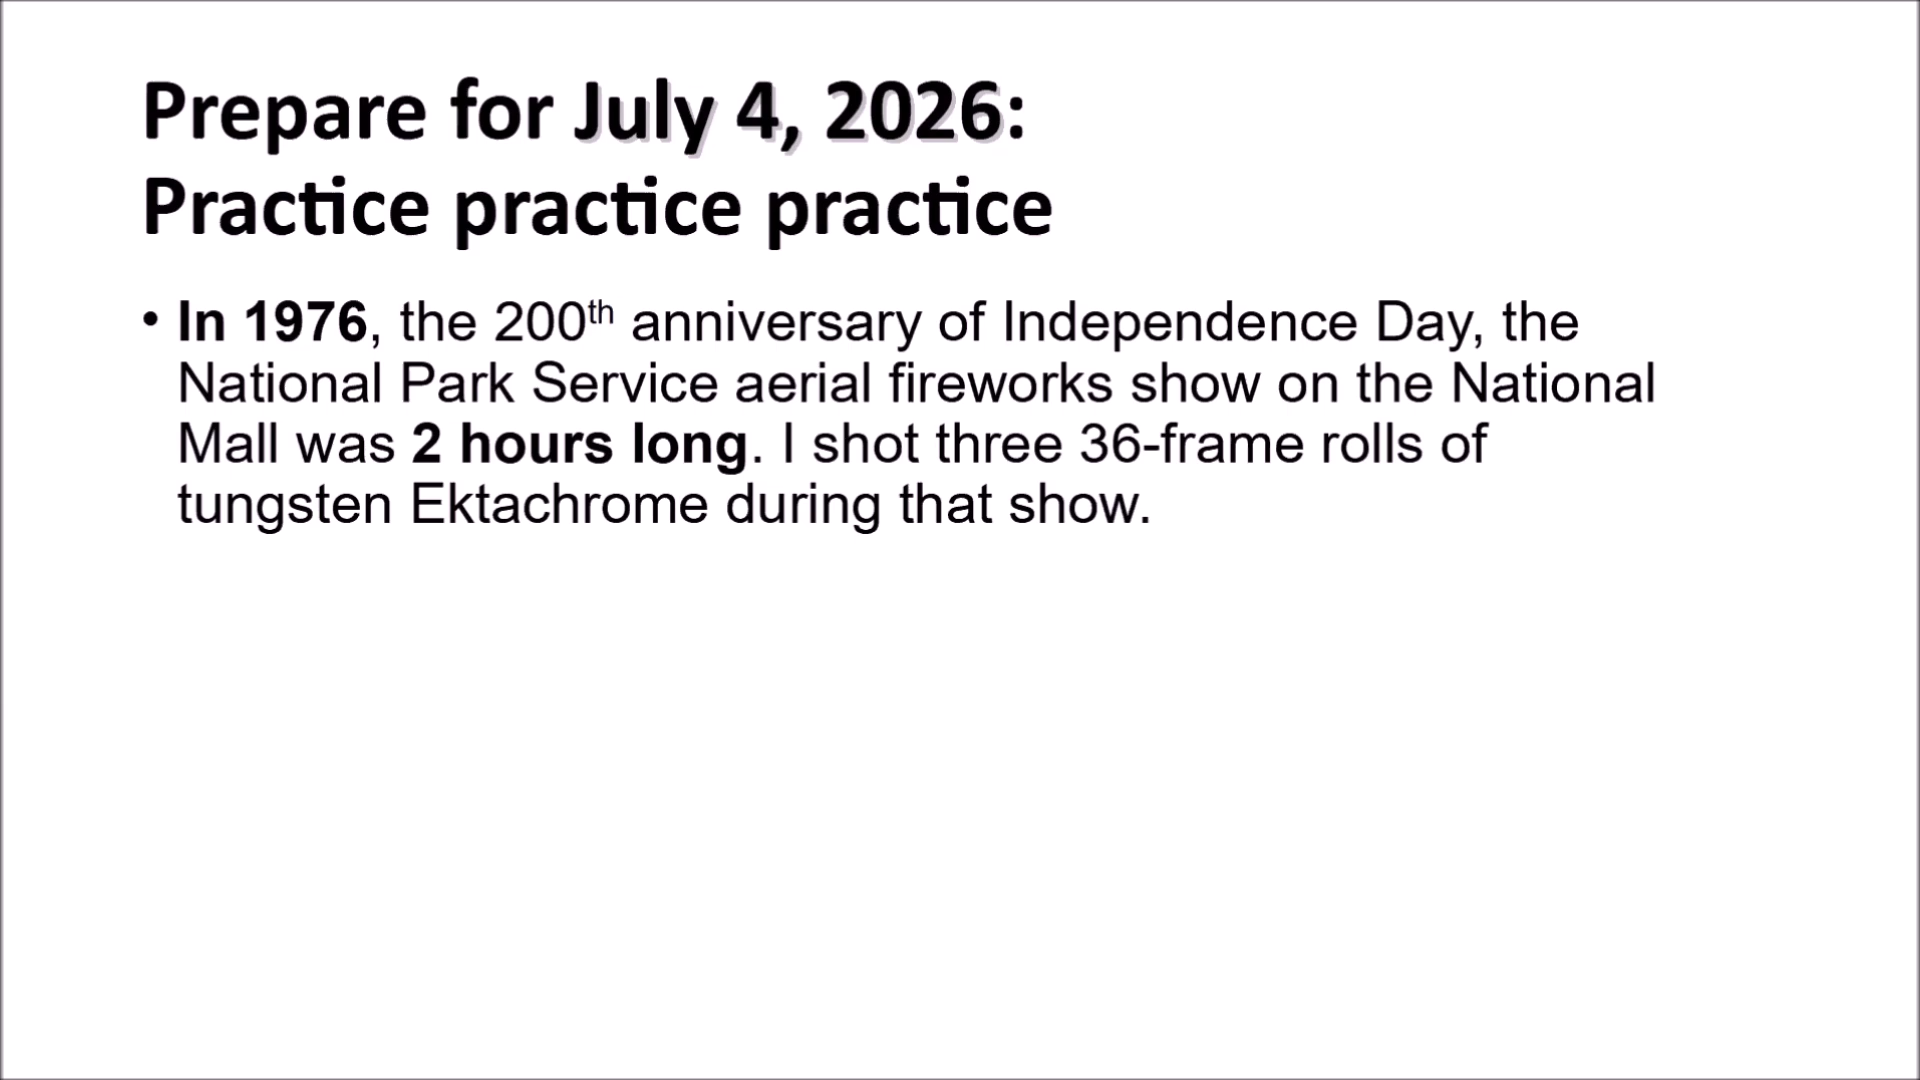 Prepare for July 4, 2026:
Practice practice practice
• In 1976, the 200th anniversary of Independence Day, the
National Park Service aerial fireworks show on the National
Mall was 2 hours long. I shot three 36-frame rolls of
tungsten Ektachrome during that show.